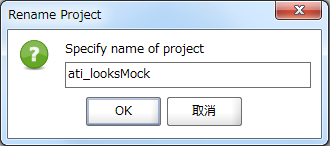 Rename Project
Specify name of project
ati_looksMock
OK
取消